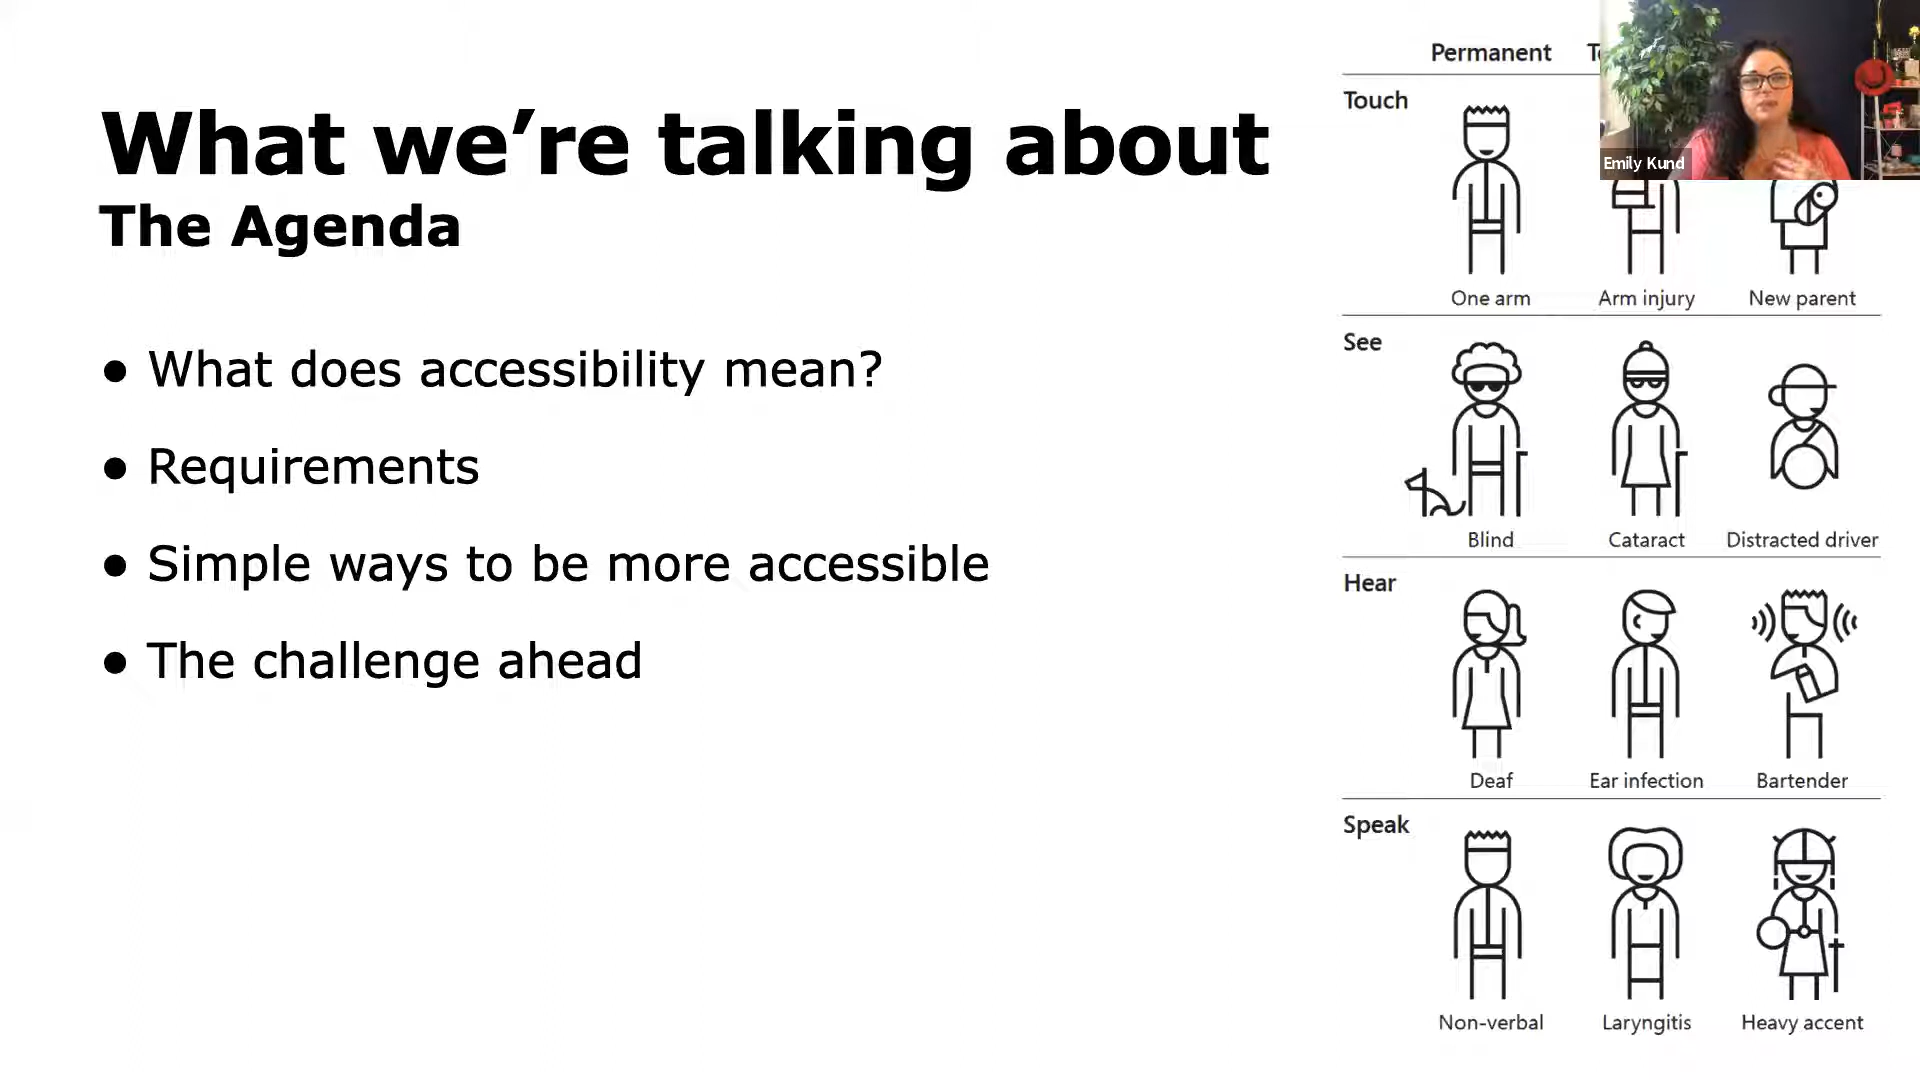 What we’re talking about
The Agenda
● What does accessibility mean?
● Requirements
● Simple ways to be more accessible
● The challenge ahead
Permanent
Touch
One arm Arm injury New parent
See
Blind Cataract Distracted driver
Hear
Deaf Ear infection Bartender
Speak
Non-verbal Laryngitis Heavy accent
Emily Kund